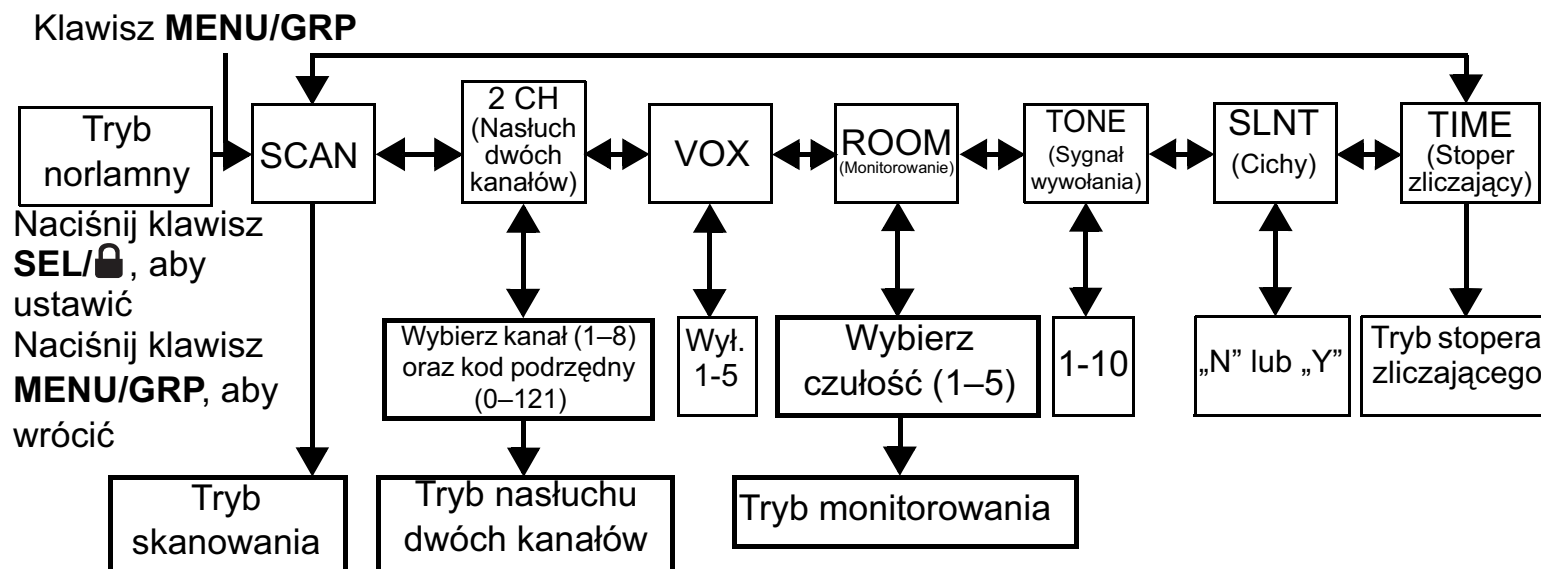 Klawisz MENU/GRP
Tryb
norlamny
SCAN
2 CH
(Nasłuch
dwóch
kanałów)
VOX
ROOM
(Monitorowanie)
TONE
(Sygnał
wywołania)
SLNT
(Cichy)
TIME
(Stoper
zliczający)
Naciśnij klawisz
SEL/🔒, aby
ustawić
Naciśnij klawisz
MENU/GRP, aby
wrócić
Wybierz kanał (1–8)
oraz kod podrzędny
(0–121)
Wył.
1-5
Wybierz
czułość (1–5)
1-10
„N” lub „Y”
Tryb stopera
zliczającego
Tryb
skanowania
Tryb nasłuchu
dwóch kanałów
Tryb monitorowania